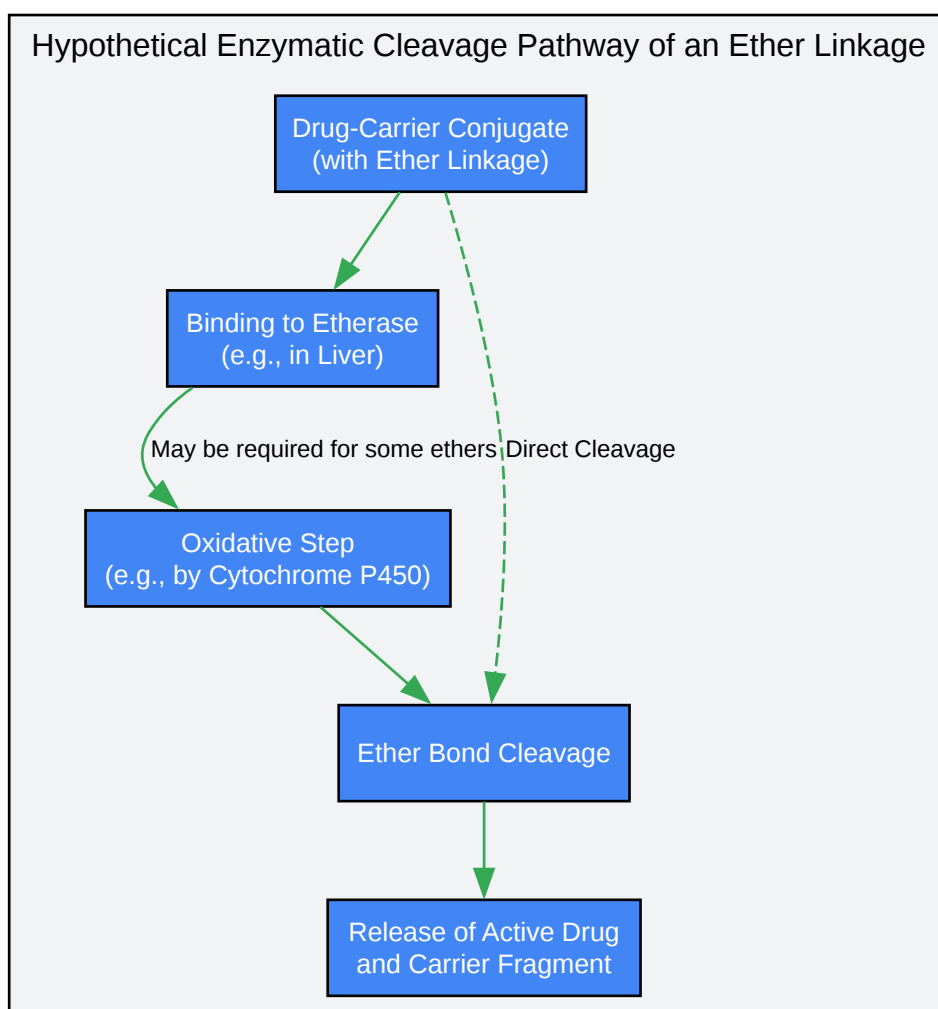 Hypothetical Enzymatic Cleavage Pathway of an Ether Linkage
Drug-Carrier Conjugate
(with Ether Linkage)
Binding to Etherase
(e.g., in Liver)
May be required for some ethers
Direct Cleavage
Oxidative Step
(e.g., by Cytochrome P450)
Ether Bond Cleavage
Release of Active Drug
and Carrier Fragment